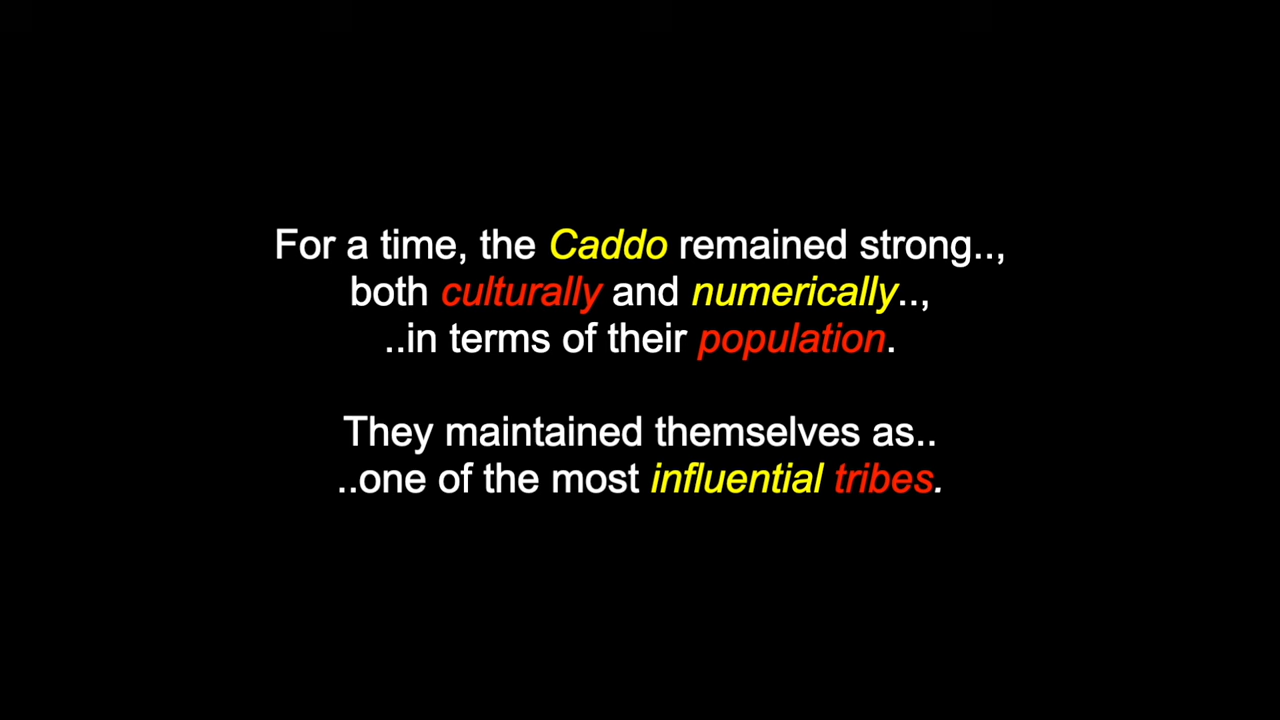 For a time, the Caddo remained strong..,
both culturally and numerically..,
..in terms of their population.
They maintained themselves as..
..one of the most influential tribes.